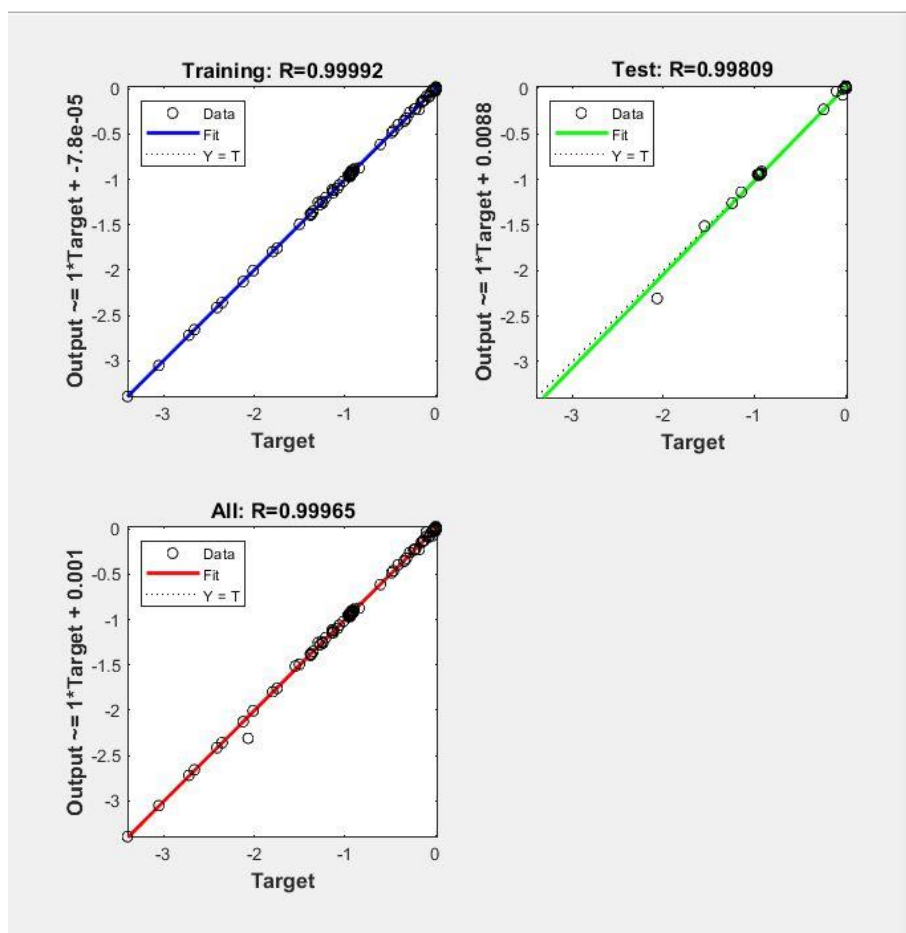 Training: R=0.99992
Output ~= 1*Target + -7.8e-05
0
-0.5
-1
-1.5
-2
-2.5
-3
Data
Fit
Y = T
-3
-2
-1
0
Target
Test: R=0.99809
Output ~= 1*Target + 0.0088
0
-0.5
-1
-1.5
-2
-2.5
-3
Data
Fit
Y = T
-3
-2
-1
0
Target
All: R=0.99965
Output ~= 1*Target + 0.001
0
-0.5
-1
-1.5
-2
-2.5
-3
Data
Fit
Y = T
-3
-2
-1
0
Target